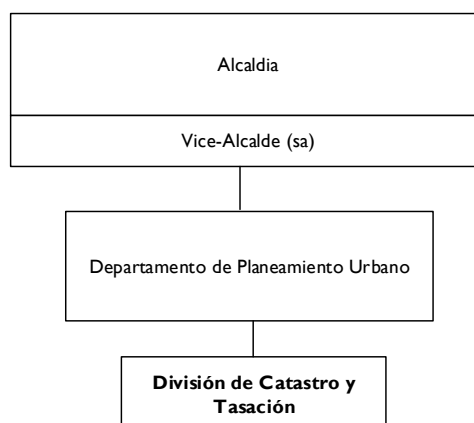 Alcaldia
Vice-Alcalde (sa)
Departamento de Planeamiento Urbano
División de Catastro y
Tasación